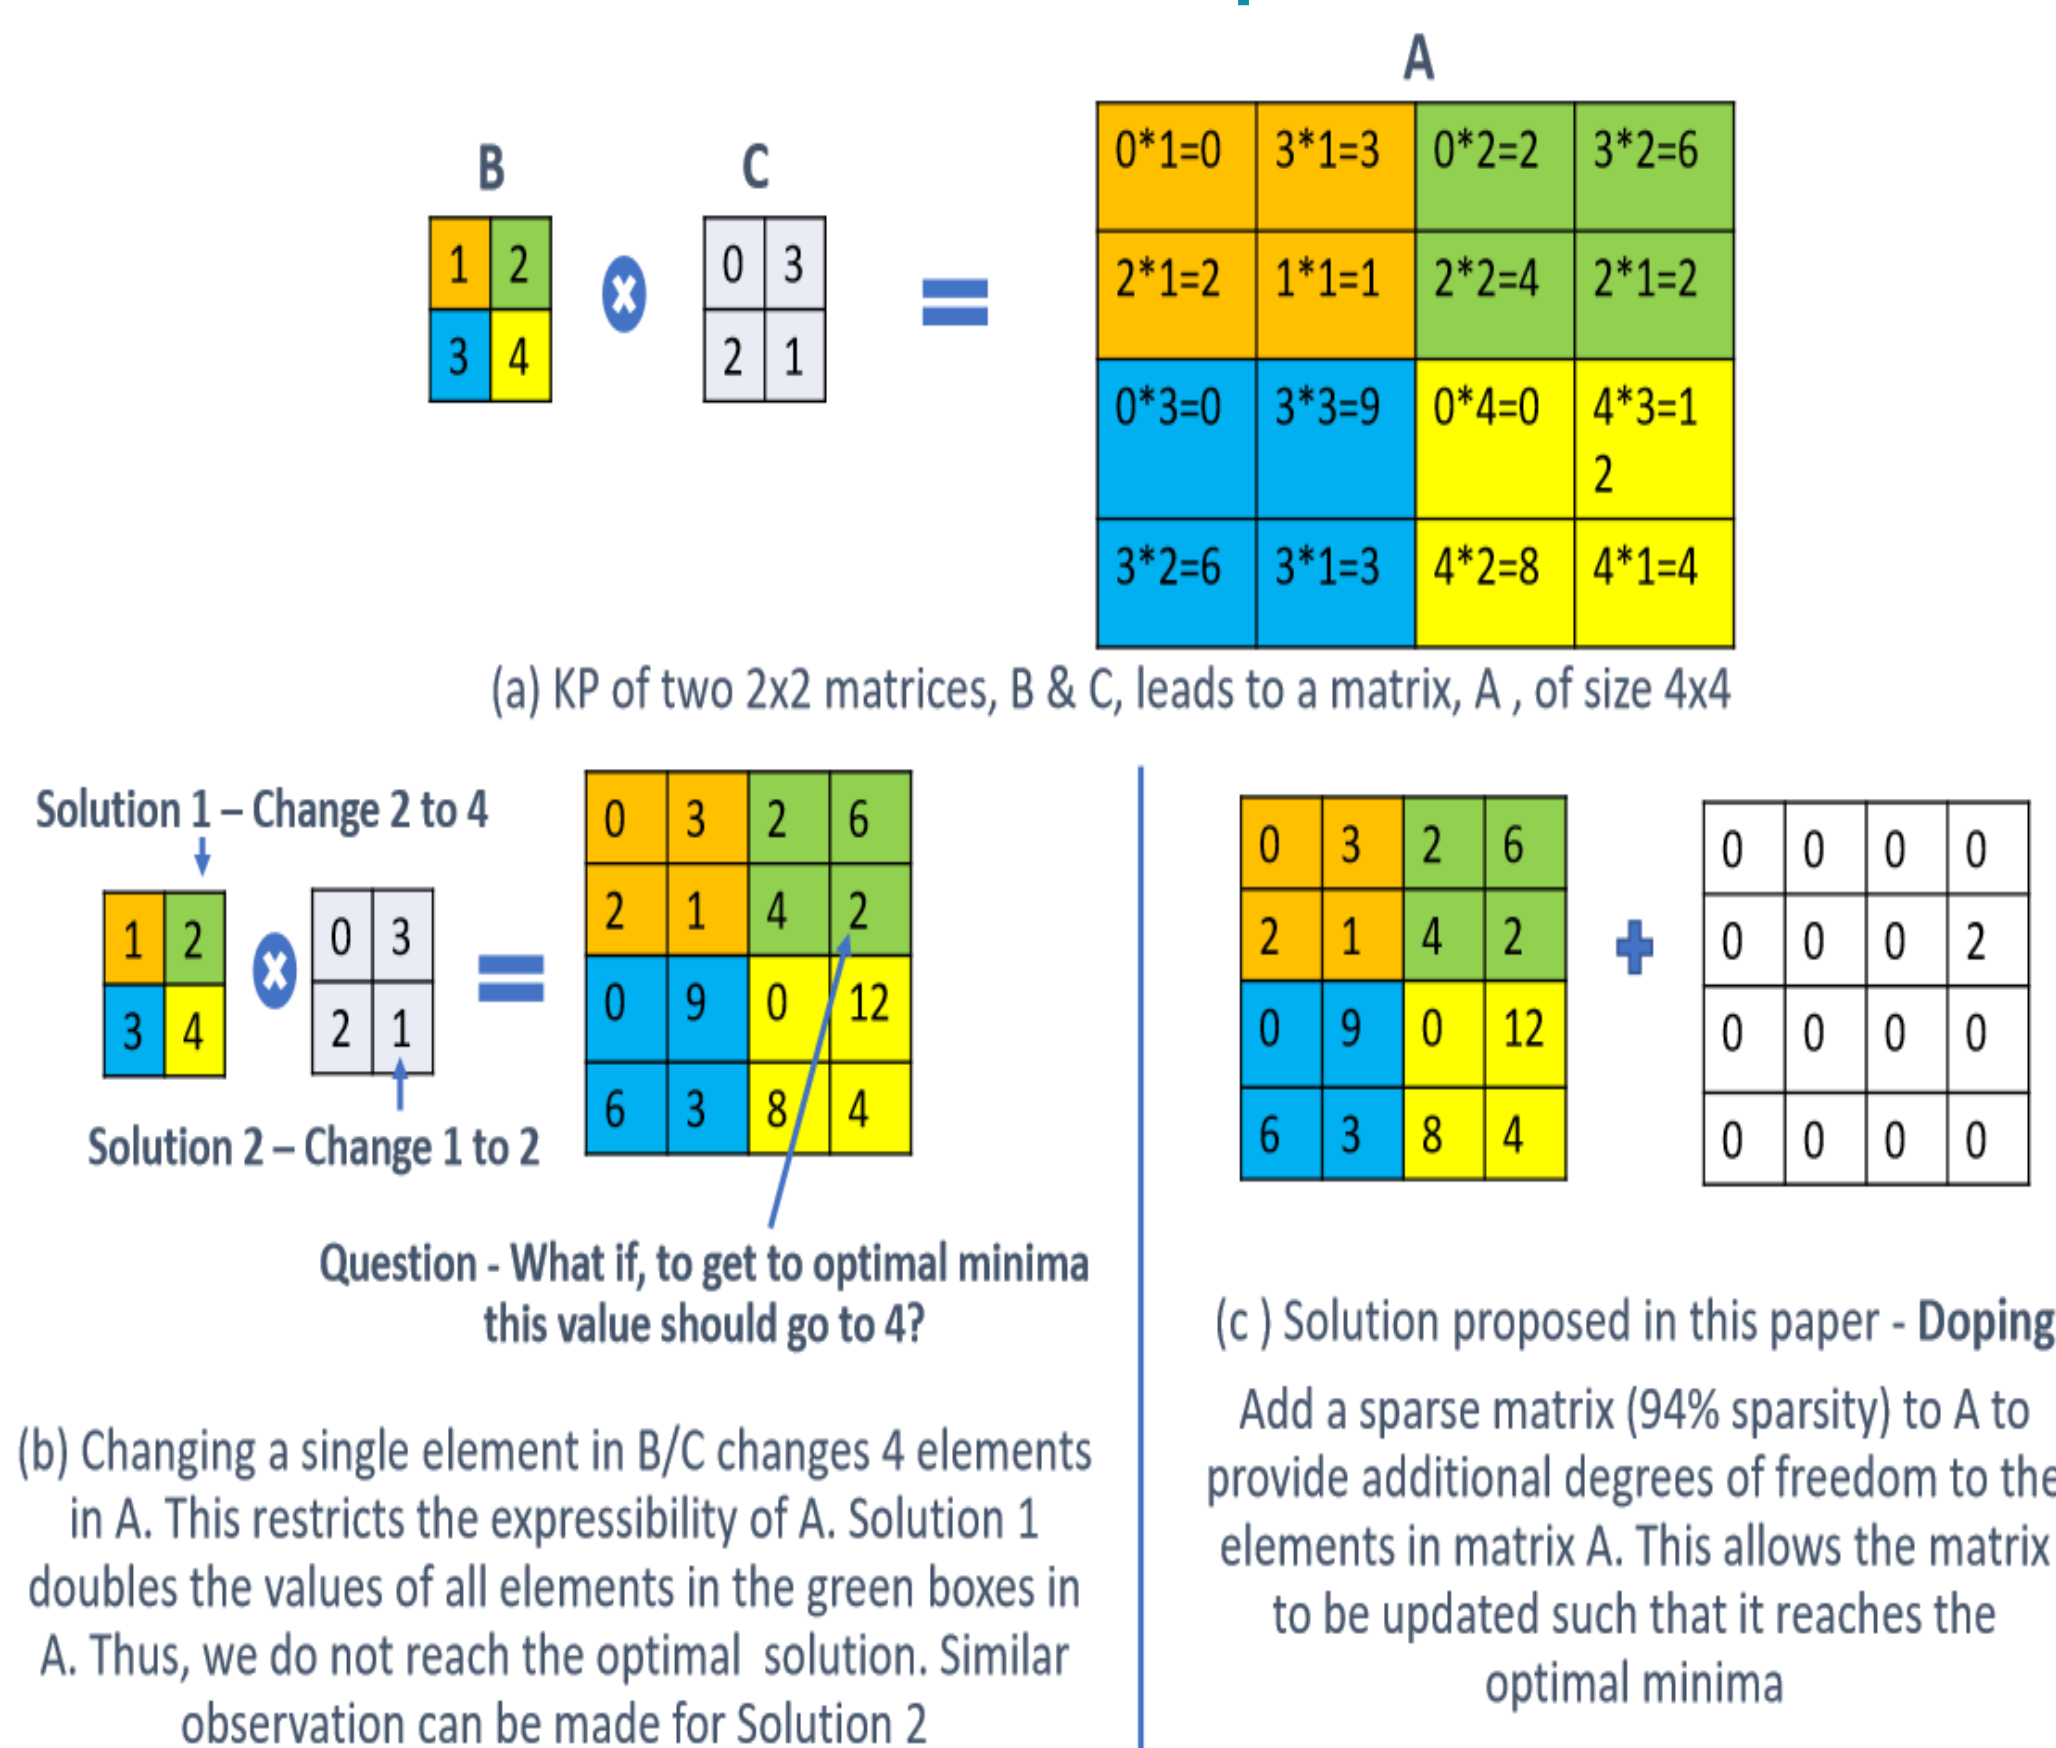 A
B
C
1 2
3 4
0 3
2 1
0*1=0 3*1=3 0*2=2 3*2=6
2*1=2 1*1=1 2*2=4 2*1=2
0*3=0 3*3=9 0*4=0 4*3=1
2
3*2=6 3*1=3 4*2=8 4*1=4
(a) KP of two 2x2 matrices, B & C, leads to a matrix, A , of size 4x4
Solution 1 – Change 2 to 4
1 2
3 4
0 3
2 1
Solution 2 – Change 1 to 2
0 3 2 6
2 1 4 2
0 9 0 12
6 3 8 4
Question - What if, to get to optimal minima
this value should go to 4?
(b) Changing a single element in B/C changes 4 elements
in A. This restricts the expressibility of A. Solution 1
doubles the values of all elements in the green boxes in
A. Thus, we do not reach the optimal solution. Similar
observation can be made for Solution 2
0 3 2 6
2 1 4 2
0 9 0 12
6 3 8 4
0 0 0 0
0 0 0 2
0 0 0 0
0 0 0 0
(c ) Solution proposed in this paper - Doping
Add a sparse matrix (94% sparsity) to A to
provide additional degrees of freedom to the
elements in matrix A. This allows the matrix
to be updated such that it reaches the
optimal minima